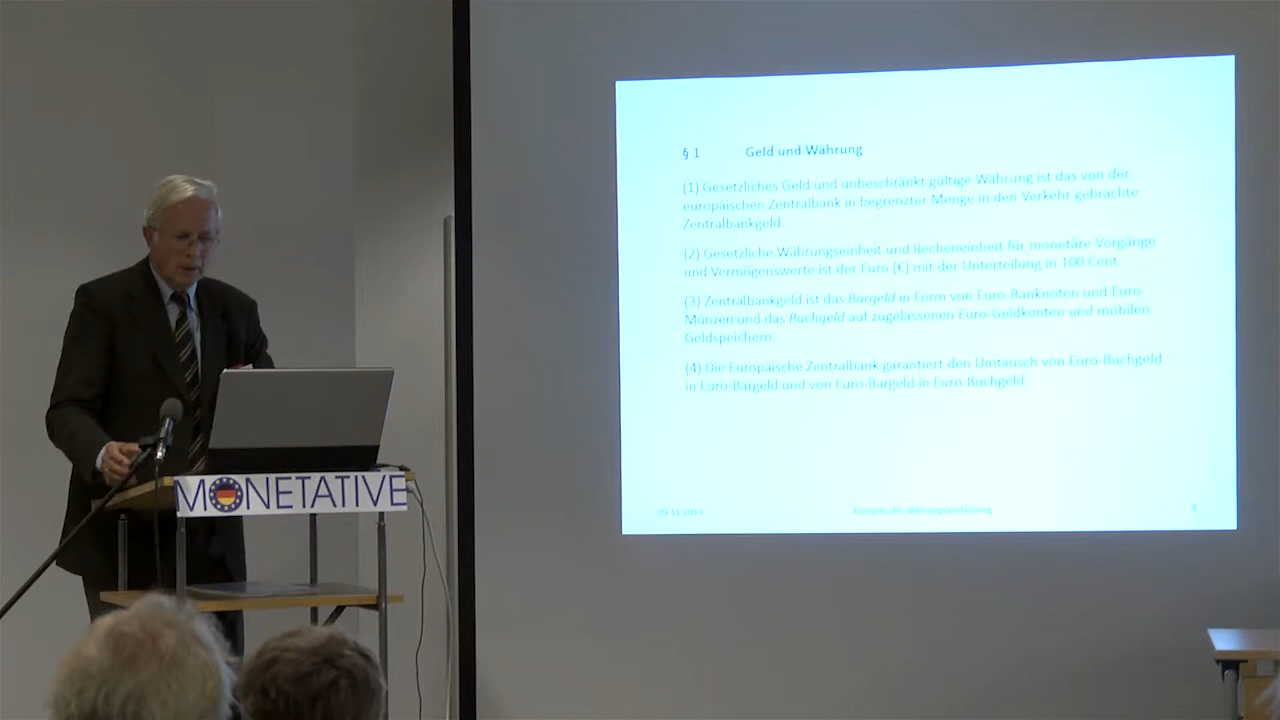 MONETATIVE
§ 1 Geld und Währung
(1) Gesetzliches Geld und unbeschränkt gültige Währung ist das von der
europäischen Zentralbank in begrenzter Menge in den Verkehr gebrachte
Zentralbankgeld.
(2) Gesetzliche Währungseinheit und Recheneinheit für monetäre Vorgänge
und Vermögenswerte ist der Euro (€) mit der Unterteilung in 100 Cent.
(3) Zentralbankgeld ist das Bargeld in Form von Euro-Banknoten und Euro-
Münzen und das Buchgeld auf zugelassenen Euro-Geldkonten und mobilen
Geldspeichern.
(4) Die Europäische Zentralbank garantiert den Umtausch von Euro-Buchgeld
in Euro-Bargeld und von Euro-Bargeld in Euro-Buchgeld.
09.11.2013 Europäische Währungsverfassung